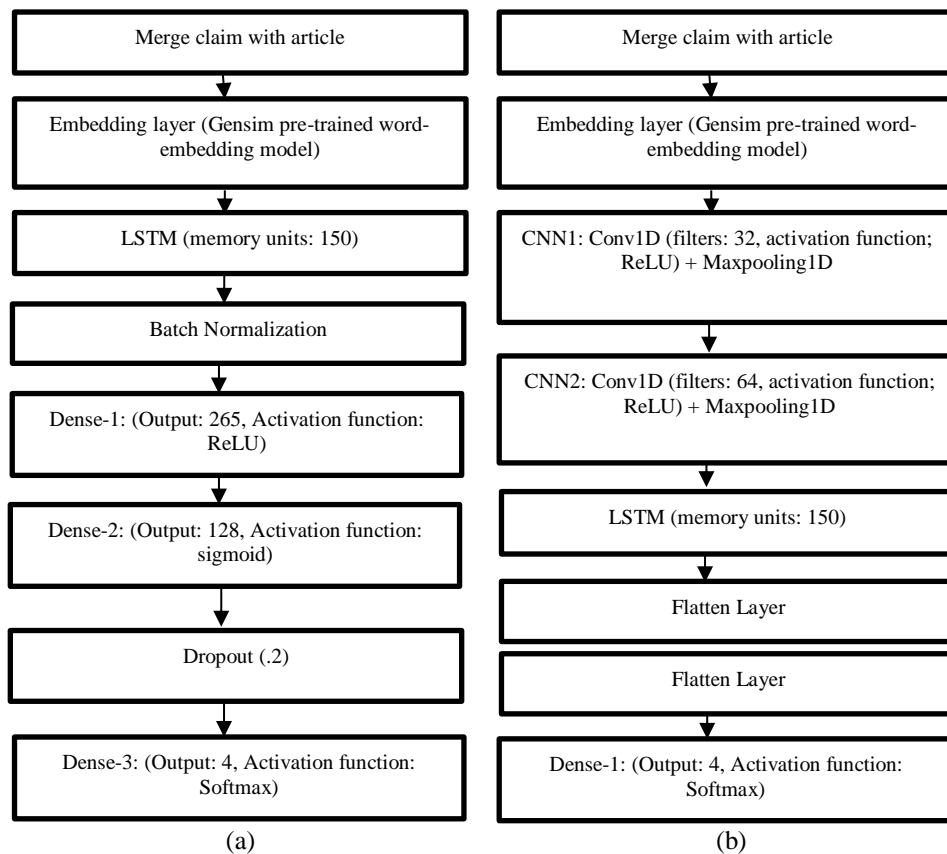 Merge claim with article
Embedding layer (Gensim pre-trained word-
embedding model)
LSTM (memory units: 150)
Batch Normalization
Dense-1: (Output: 265, Activation function:
ReLU)
Dense-2: (Output: 128, Activation function:
sigmoid)
Dropout (.2)
Dense-3: (Output: 4, Activation function:
Softmax)
(a)
Merge claim with article
Embedding layer (Gensim pre-trained word-
embedding model)
CNN1: Conv1D (filters: 32, activation function;
ReLU) + Maxpooling1D
CNN2: Conv1D (filters: 64, activation function;
ReLU) + Maxpooling1D
LSTM (memory units: 150)
Flatten Layer
Flatten Layer
Dense-1: (Output: 4, Activation function:
Softmax)
(b)